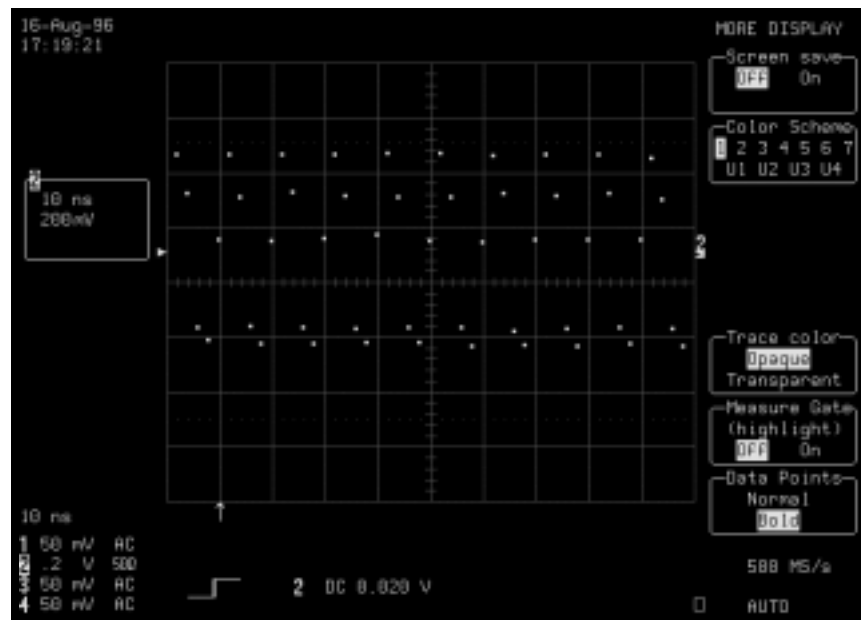 16-Aug-96
17:19:21
MORE DISPLAY
Screen save
OFF On
Color Scheme
1 2 3 4 5 6 7
U1 U2 U3 U4
2
10 ns
200mV
2
Trace color
Opaque
Transparent
Measure Gate
(highlight)
OFF On
Data Points
Normal
Bold
10 ns
1 50 mV AC
2 .2 V 50Ω
3 50 mV AC
4 50 mV AC
2 DC 0.020 V
500 MS/s
AUTO